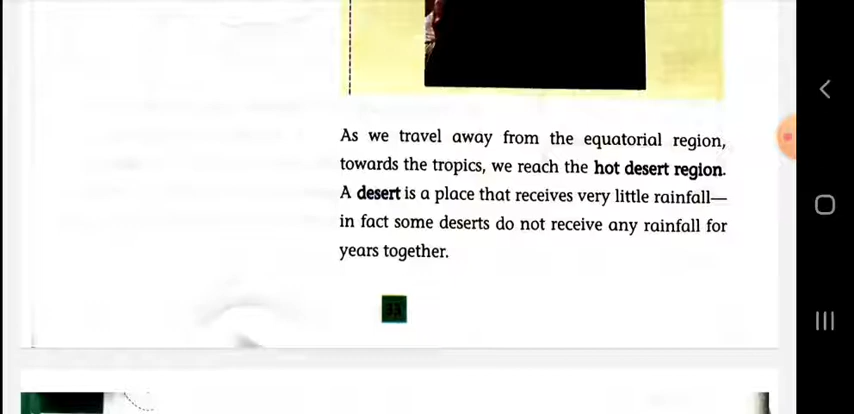 As we travel away from the equatorial region,
towards the tropics, we reach the hot desert region.
A desert is a place that receives very little rainfall—
in fact some deserts do not receive any rainfall for
years together.
33